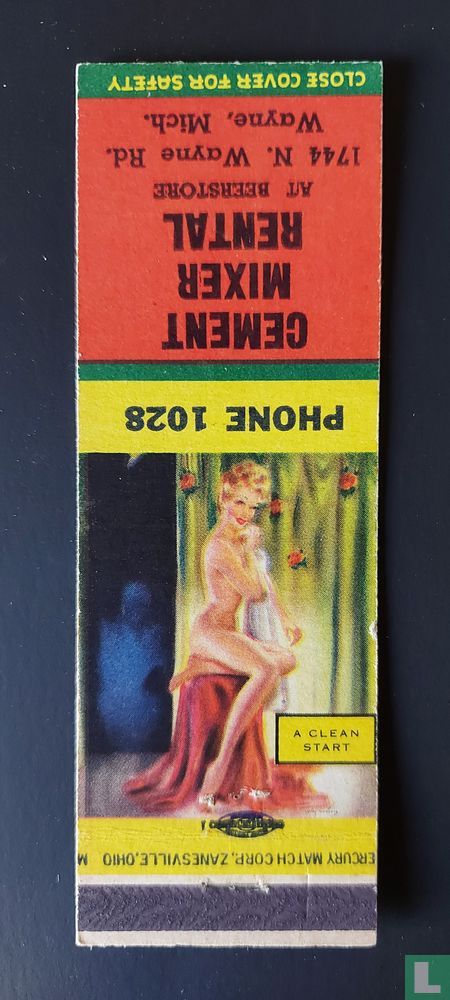 PHONE 1028
CEMENT
MIXER
RENTAL
AT BEERSTORE
1744 N. Wayne Rd.
Wayne, Mich.
CLOSE COVER FOR SAFETY
A CLEAN
START
ERCURY MATCH CORP. ZANESVILLE, OHIO M
L